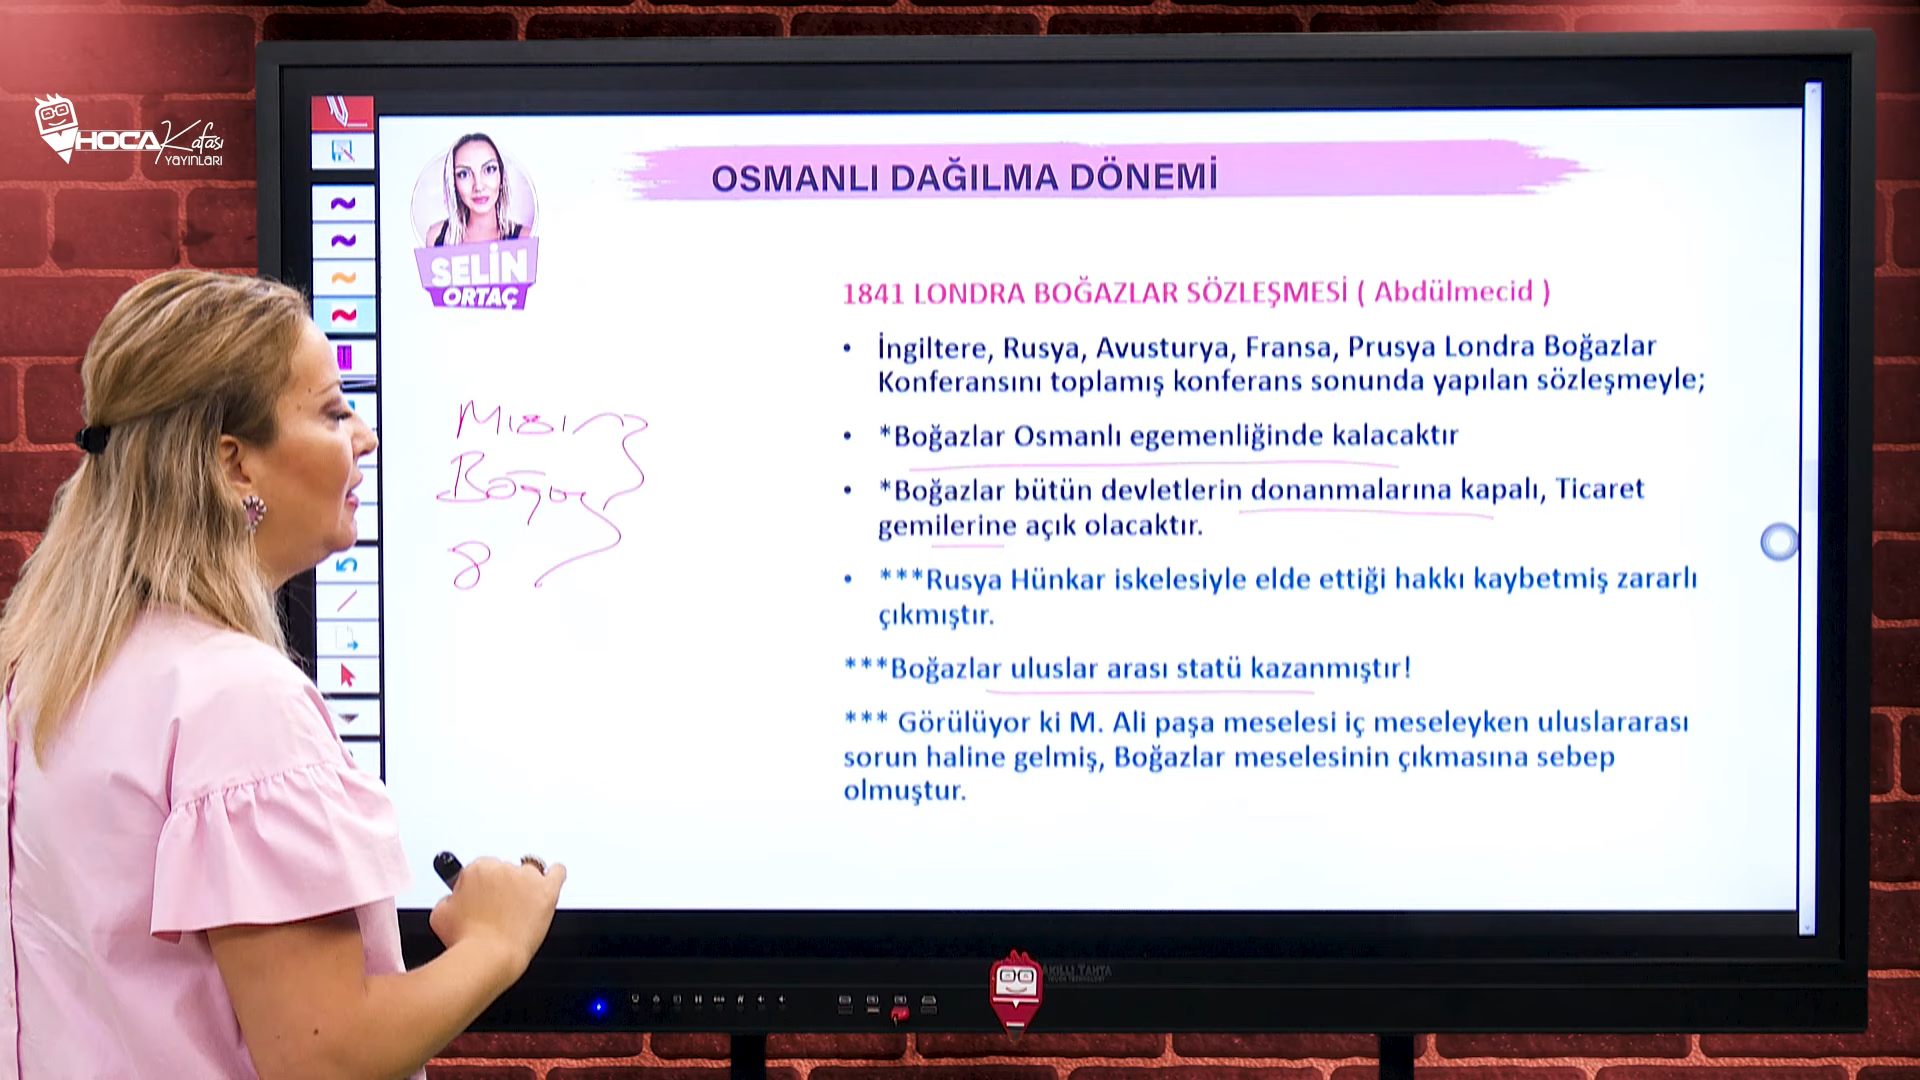 HOCA Kafası
YAYINLARI
SELİN
ORTAÇ
OSMANLI DAĞILMA DÖNEMİ
1841 LONDRA BOĞAZLAR SÖZLEŞMESİ ( Abdülmecid )
• İngiltere, Rusya, Avusturya, Fransa, Prusya Londra Boğazlar
Konferansını toplamış konferans sonunda yapılan sözleşmeyle;
• *Boğazlar Osmanlı egemenliğinde kalacaktır
• *Boğazlar bütün devletlerin donanmalarına kapalı, Ticaret
gemilerine açık olacaktır.
• ***Rusya Hünkar iskelesiyle elde ettiği hakkı kaybetmiş zararlı
çıkmıştır.
***Boğazlar uluslar arası statü kazanmıştır!
*** Görülüyor ki M. Ali paşa meselesi iç meseleyken uluslararası
sorun haline gelmiş, Boğazlar meselesinin çıkmasına sebep
olmuştur.
Mısır
Boğaz
8
AKILLI TAHTA